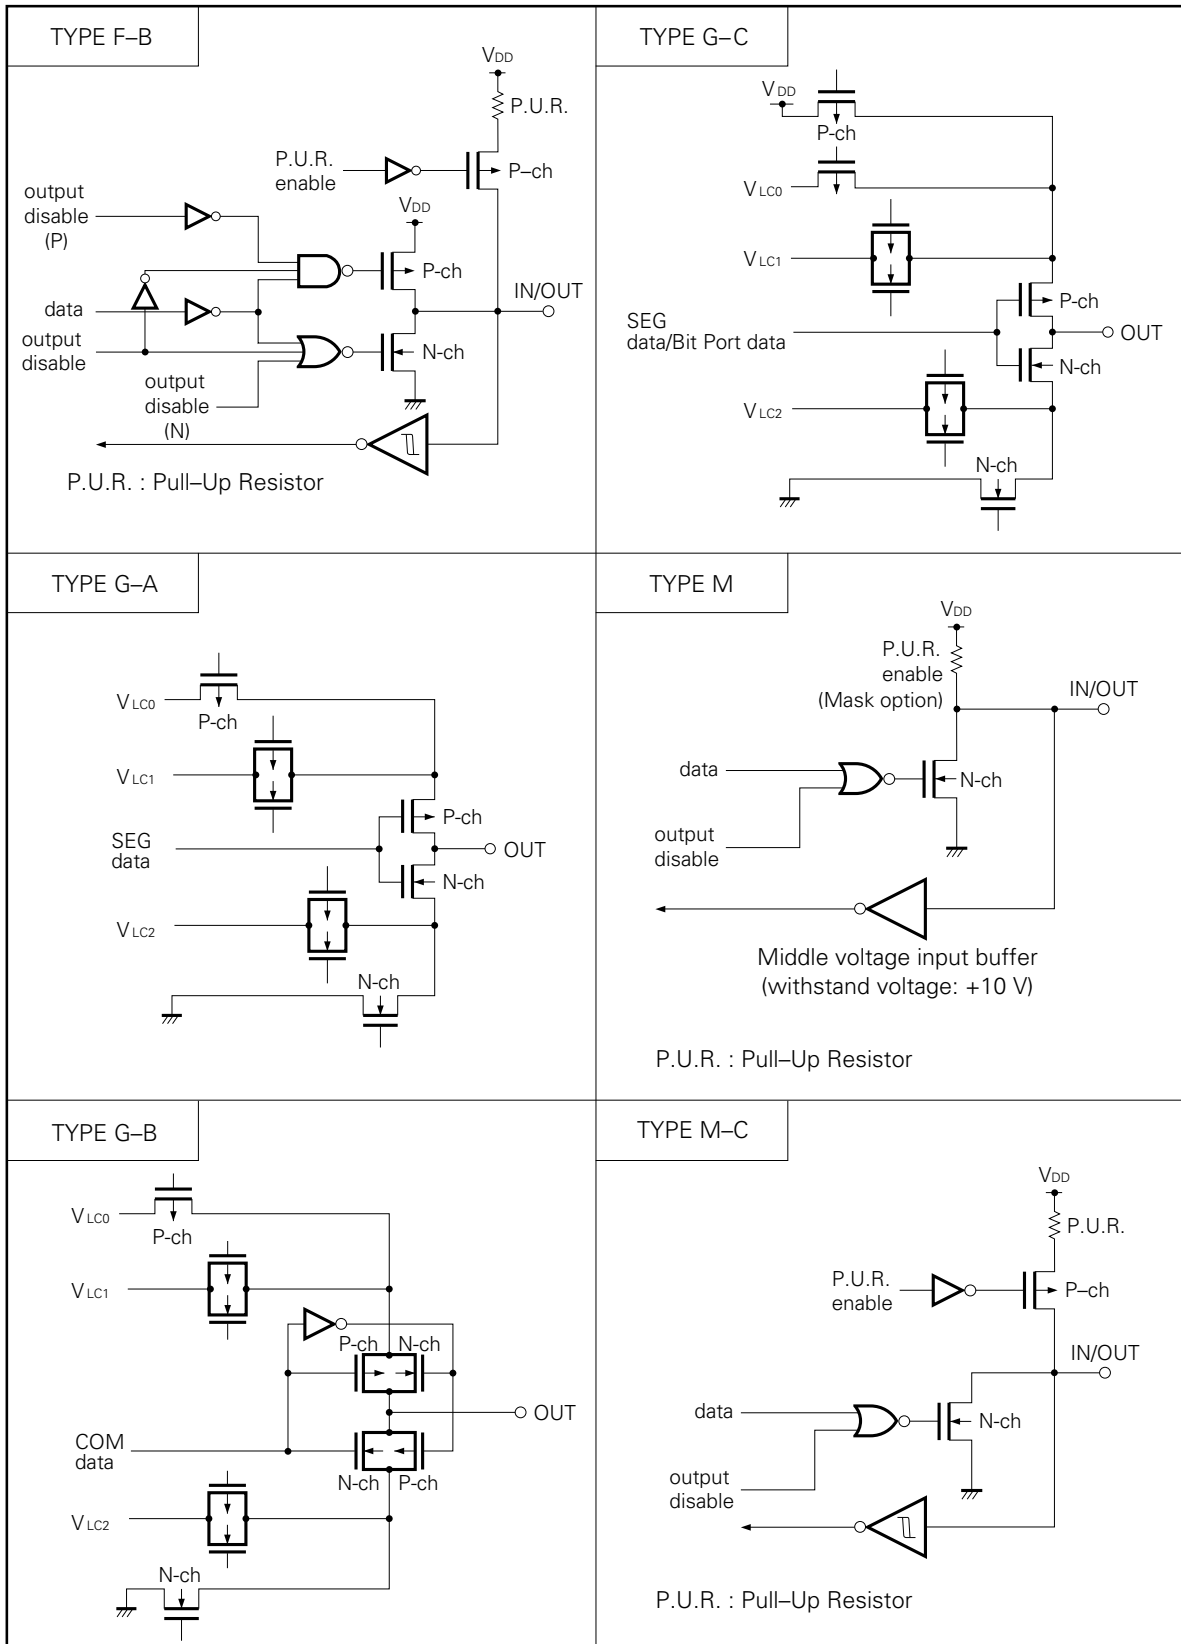 TYPE F–B
VDD
P.U.R.
P.U.R.
enable
P–ch
output
disable
(P)
VDD
P-ch
IN/OUT
data
output
disable
N-ch
output
disable
(N)
P.U.R. : Pull–Up Resistor
TYPE G–C
VDD
P-ch
VLC0
VLC1
P-ch
SEG
data/Bit Port data
OUT
N-ch
VLC2
N-ch
TYPE G–A
VLC0
P-ch
VLC1
P-ch
SEG
data
OUT
N-ch
VLC2
N-ch
TYPE M
VDD
P.U.R.
enable
(Mask option)
IN/OUT
data
N-ch
output
disable
Middle voltage input buffer
(withstand voltage: +10 V)
P.U.R. : Pull–Up Resistor
TYPE G–B
VLC0
P-ch
VLC1
P-ch N-ch
OUT
COM
data
N-ch P-ch
VLC2
N-ch
TYPE M–C
VDD
P.U.R.
P.U.R.
enable
P–ch
IN/OUT
data
N-ch
output
disable
P.U.R. : Pull–Up Resistor